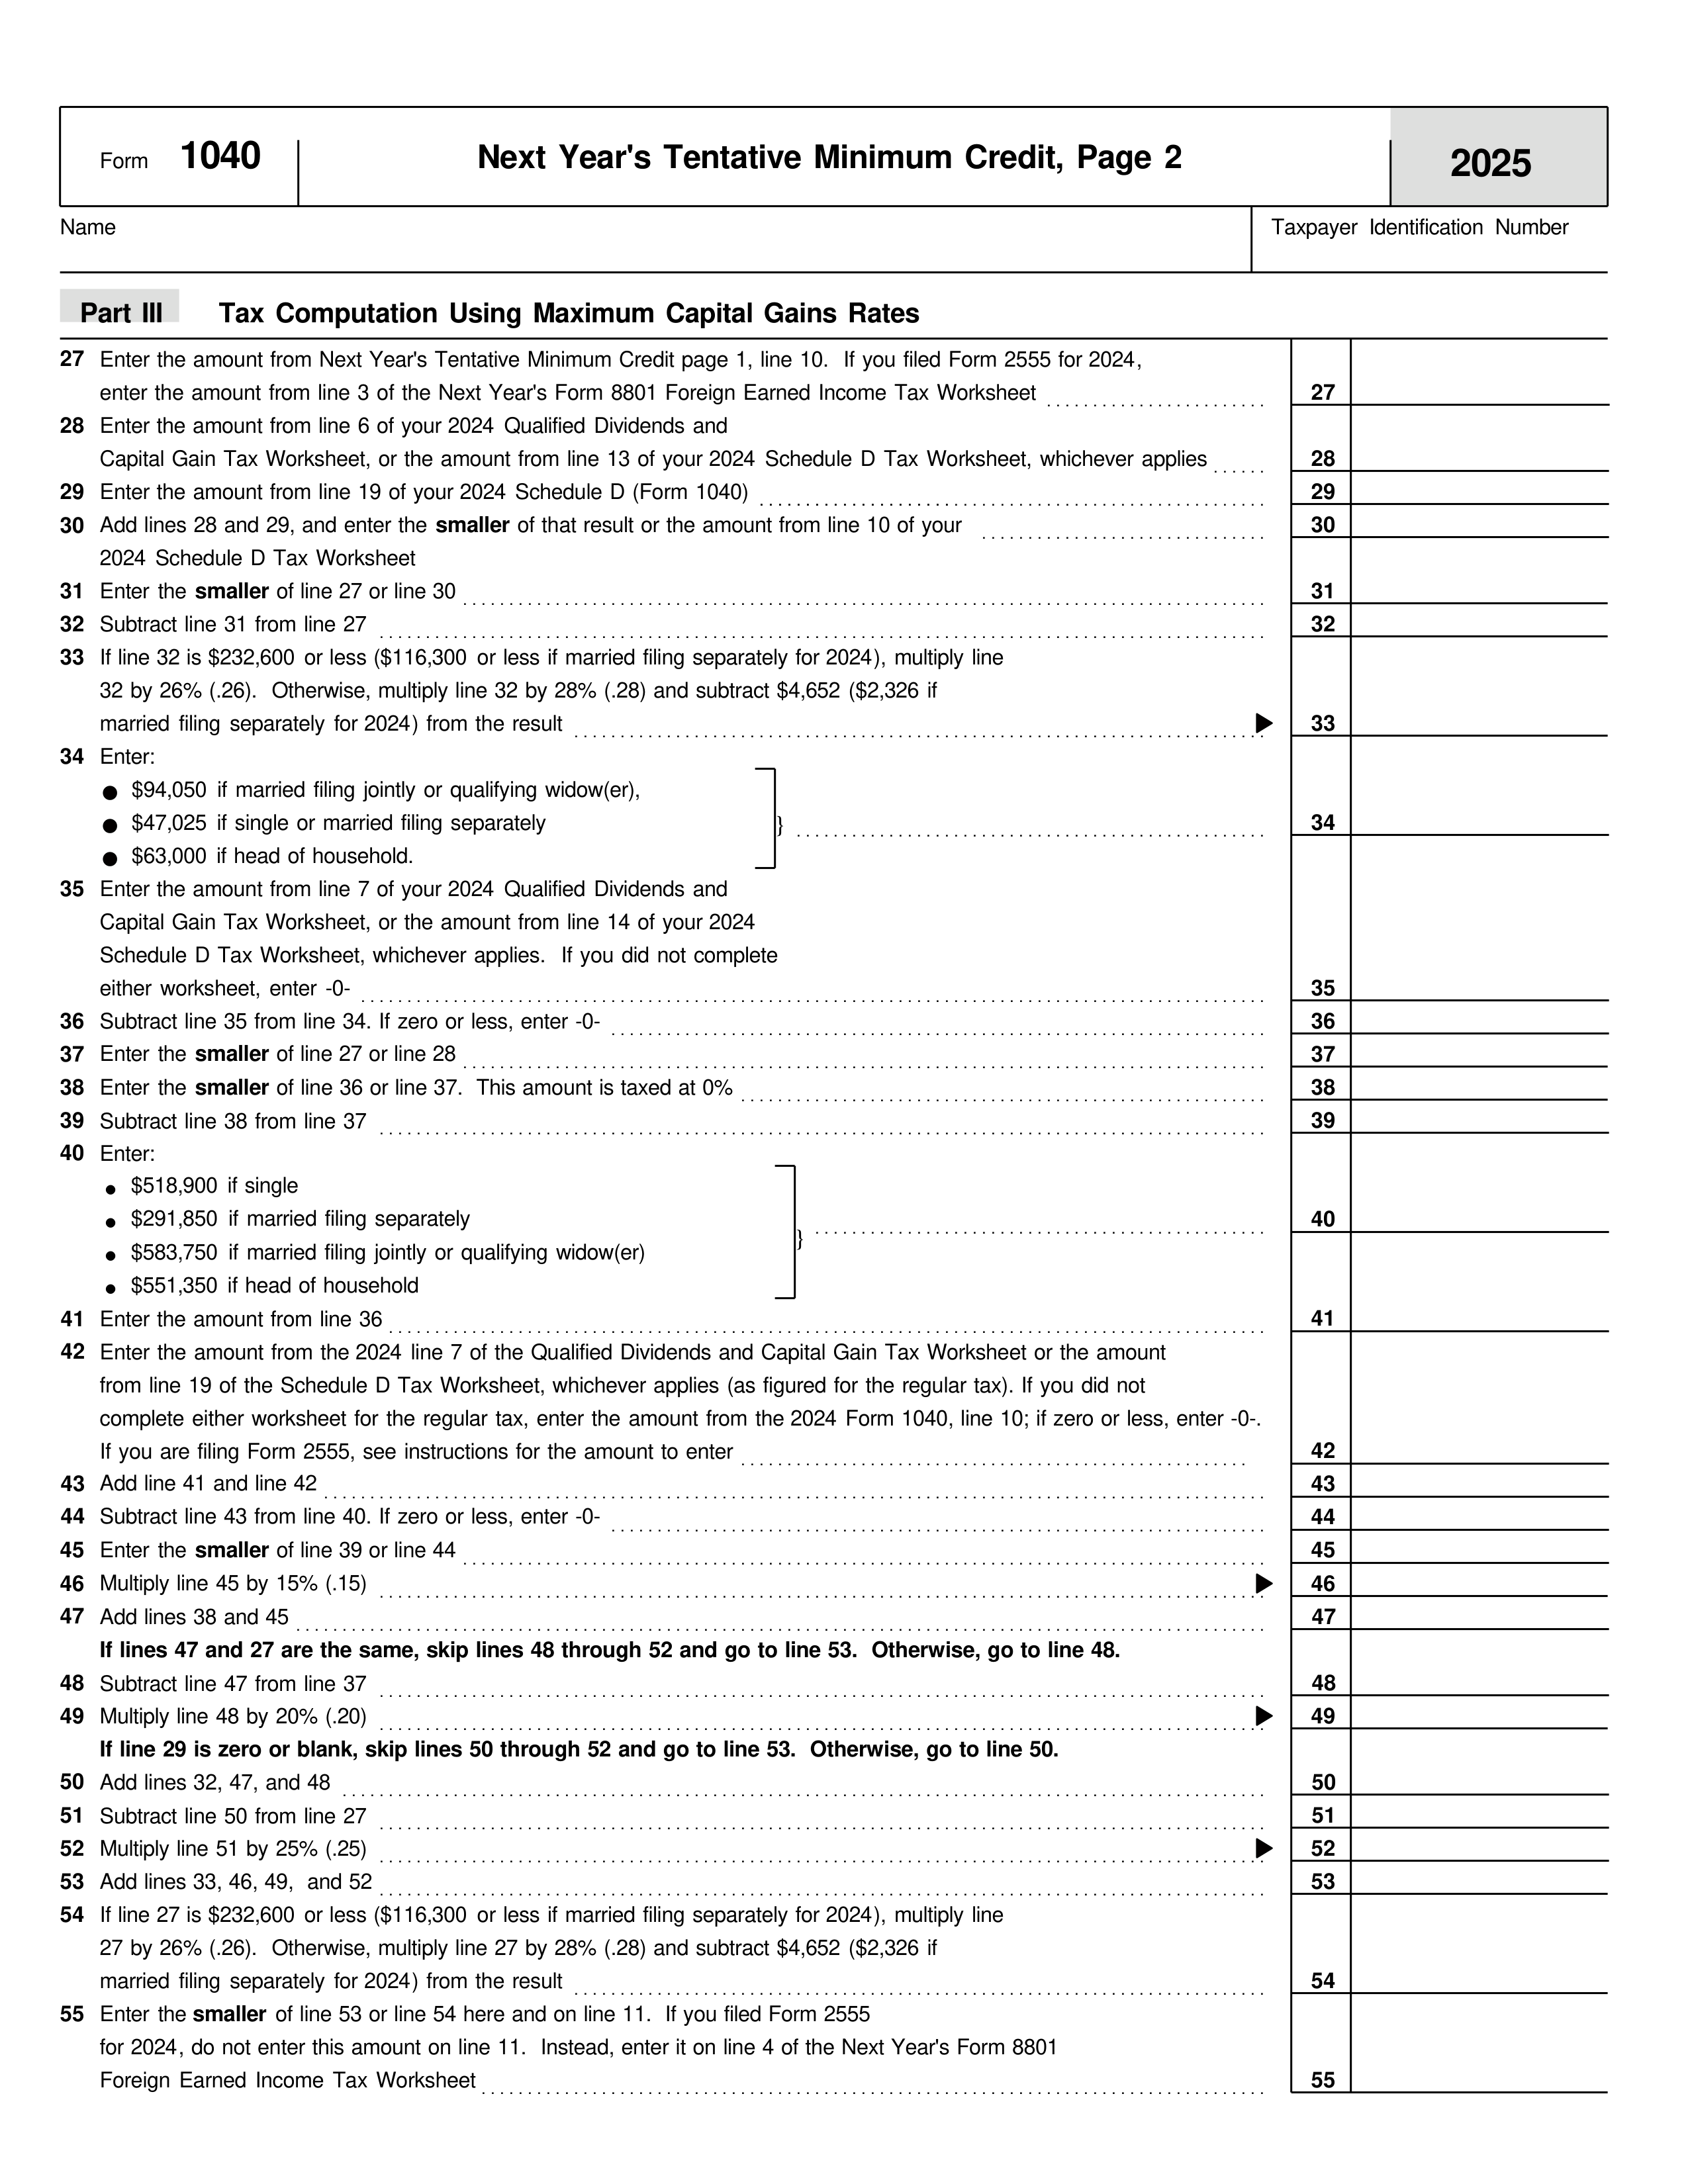 Form 1040
Next Year's Tentative Minimum Credit, Page 2
2025
Name
Taxpayer Identification Number
Part III Tax Computation Using Maximum Capital Gains Rates
27 Enter the amount from Next Year's Tentative Minimum Credit page 1, line 10. If you filed Form 2555 for 2024,
enter the amount from line 3 of the Next Year's Form 8801 Foreign Earned Income Tax Worksheet 27
28 Enter the amount from line 6 of your 2024 Qualified Dividends and
Capital Gain Tax Worksheet, or the amount from line 13 of your 2024 Schedule D Tax Worksheet, whichever applies 28
29 Enter the amount from line 19 of your 2024 Schedule D (Form 1040) 29
30 Add lines 28 and 29, and enter the smaller of that result or the amount from line 10 of your 30
2024 Schedule D Tax Worksheet
31 Enter the smaller of line 27 or line 30 31
32 Subtract line 31 from line 27 32
33 If line 32 is $232,600 or less ($116,300 or less if married filing separately for 2024), multiply line
32 by 26% (.26). Otherwise, multiply line 32 by 28% (.28) and subtract $4,652 ($2,326 if
married filing separately for 2024) from the result 33
34 Enter:
● $94,050 if married filing jointly or qualifying widow(er),
● $47,025 if single or married filing separately } 34
● $63,000 if head of household.
35 Enter the amount from line 7 of your 2024 Qualified Dividends and
Capital Gain Tax Worksheet, or the amount from line 14 of your 2024
Schedule D Tax Worksheet, whichever applies. If you did not complete
either worksheet, enter -0- 35
36 Subtract line 35 from line 34. If zero or less, enter -0- 36
37 Enter the smaller of line 27 or line 28 37
38 Enter the smaller of line 36 or line 37. This amount is taxed at 0% 38
39 Subtract line 38 from line 37 39
40 Enter:
● $518,900 if single
● $291,850 if married filing separately } 40
● $583,750 if married filing jointly or qualifying widow(er)
● $551,350 if head of household
41 Enter the amount from line 36 41
42 Enter the amount from the 2024 line 7 of the Qualified Dividends and Capital Gain Tax Worksheet or the amount
from line 19 of the Schedule D Tax Worksheet, whichever applies (as figured for the regular tax). If you did not
complete either worksheet for the regular tax, enter the amount from the 2024 Form 1040, line 10; if zero or less, enter -0-.
If you are filing Form 2555, see instructions for the amount to enter 42
43 Add line 41 and line 42 43
44 Subtract line 43 from line 40. If zero or less, enter -0- 44
45 Enter the smaller of line 39 or line 44 45
46 Multiply line 45 by 15% (.15) 46
47 Add lines 38 and 45 47
If lines 47 and 27 are the same, skip lines 48 through 52 and go to line 53. Otherwise, go to line 48.
48 Subtract line 47 from line 37 48
49 Multiply line 48 by 20% (.20) 49
If line 29 is zero or blank, skip lines 50 through 52 and go to line 53. Otherwise, go to line 50.
50 Add lines 32, 47, and 48 50
51 Subtract line 50 from line 27 51
52 Multiply line 51 by 25% (.25) 52
53 Add lines 33, 46, 49, and 52 53
54 If line 27 is $232,600 or less ($116,300 or less if married filing separately for 2024), multiply line
27 by 26% (.26). Otherwise, multiply line 27 by 28% (.28) and subtract $4,652 ($2,326 if
married filing separately for 2024) from the result 54
55 Enter the smaller of line 53 or line 54 here and on line 11. If you filed Form 2555
for 2024, do not enter this amount on line 11. Instead, enter it on line 4 of the Next Year's Form 8801
Foreign Earned Income Tax Worksheet 55